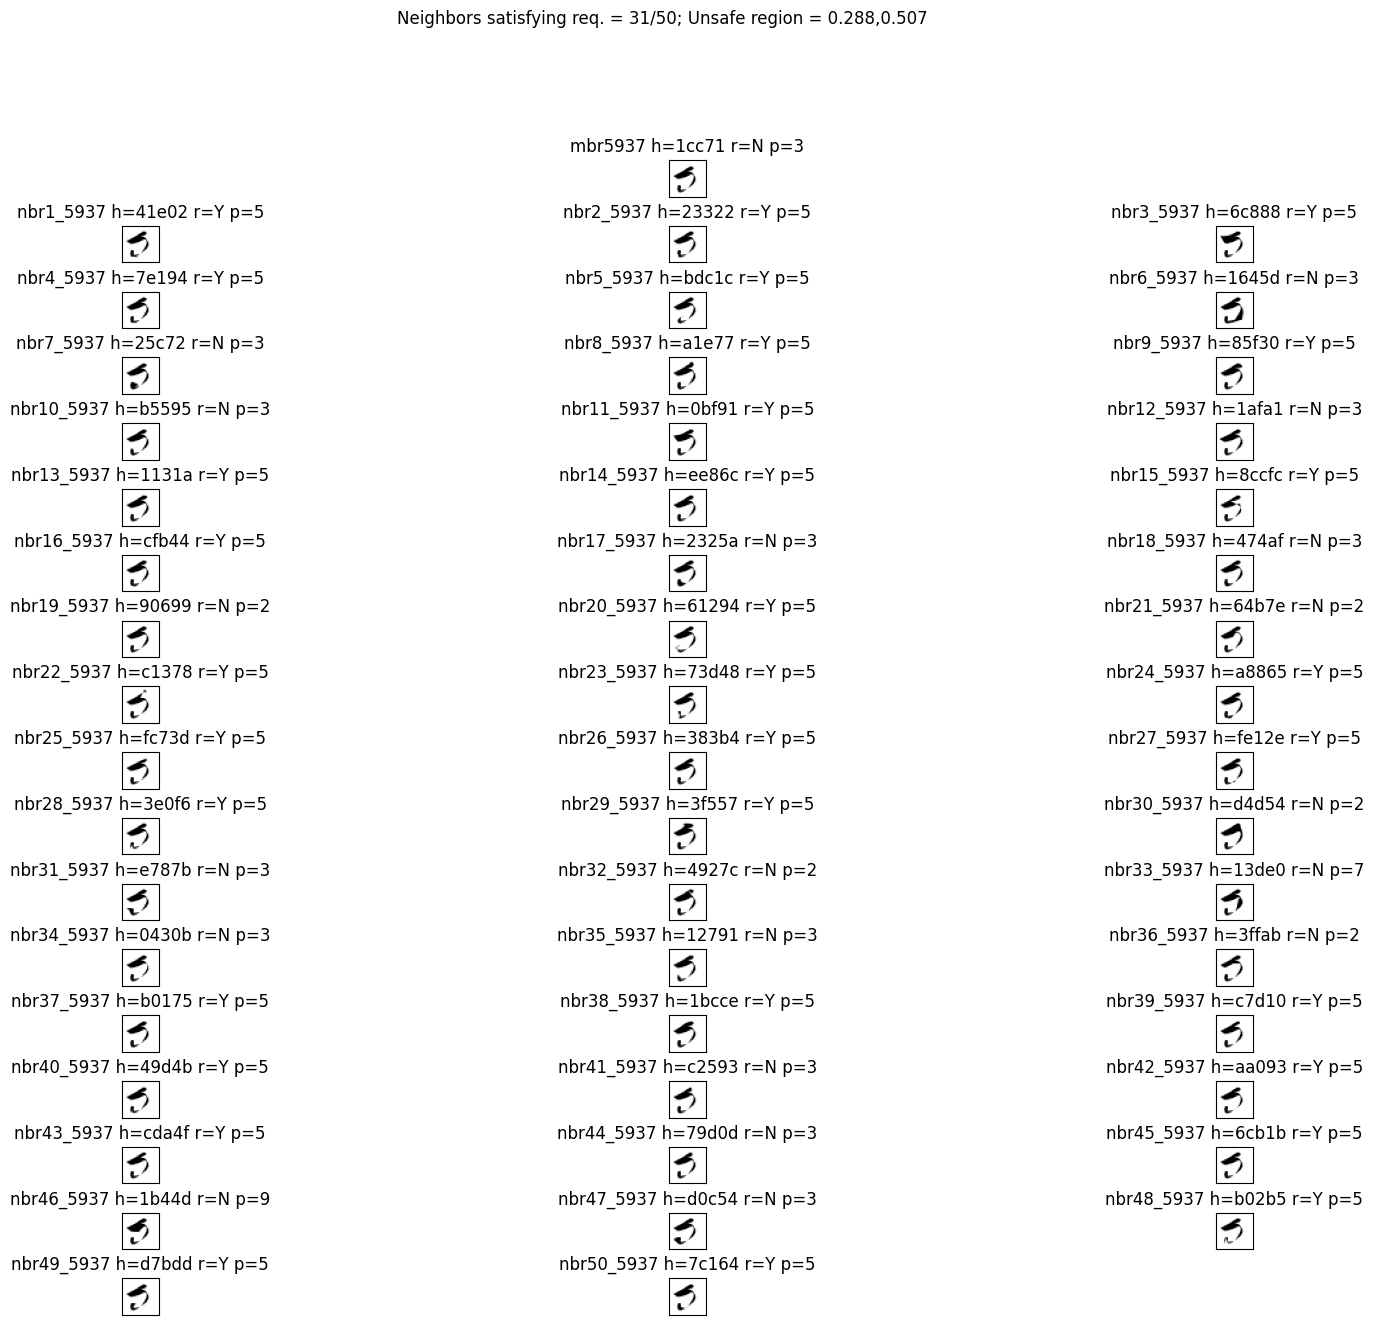 Neighbors satisfying req. = 31/50; Unsafe region = 0.288,0.507
mbr5937 h=1cc71 r=N p=3
nbr1_5937 h=41e02 r=Y p=5 nbr2_5937 h=23322 r=Y p=5 nbr3_5937 h=6c888 r=Y p=5
nbr4_5937 h=7e194 r=Y p=5 nbr5_5937 h=bdc1c r=Y p=5 nbr6_5937 h=1645d r=N p=3
nbr7_5937 h=25c72 r=N p=3 nbr8_5937 h=a1e77 r=Y p=5 nbr9_5937 h=85f30 r=Y p=5
nbr10_5937 h=b5595 r=N p=3 nbr11_5937 h=0bf91 r=Y p=5 nbr12_5937 h=1afa1 r=N p=3
nbr13_5937 h=1131a r=Y p=5 nbr14_5937 h=ee86c r=Y p=5 nbr15_5937 h=8ccfc r=Y p=5
nbr16_5937 h=cfb44 r=Y p=5 nbr17_5937 h=2325a r=N p=3 nbr18_5937 h=474af r=N p=3
nbr19_5937 h=90699 r=N p=2 nbr20_5937 h=61294 r=Y p=5 nbr21_5937 h=64b7e r=N p=2
nbr22_5937 h=c1378 r=Y p=5 nbr23_5937 h=73d48 r=Y p=5 nbr24_5937 h=a8865 r=Y p=5
nbr25_5937 h=fc73d r=Y p=5 nbr26_5937 h=383b4 r=Y p=5 nbr27_5937 h=fe12e r=Y p=5
nbr28_5937 h=3e0f6 r=Y p=5 nbr29_5937 h=3f557 r=Y p=5 nbr30_5937 h=d4d54 r=N p=2
nbr31_5937 h=e787b r=N p=3 nbr32_5937 h=4927c r=N p=2 nbr33_5937 h=13de0 r=N p=7
nbr34_5937 h=0430b r=N p=3 nbr35_5937 h=12791 r=N p=3 nbr36_5937 h=3ffab r=N p=2
nbr37_5937 h=b0175 r=Y p=5 nbr38_5937 h=1bcce r=Y p=5 nbr39_5937 h=c7d10 r=Y p=5
nbr40_5937 h=49d4b r=Y p=5 nbr41_5937 h=c2593 r=N p=3 nbr42_5937 h=aa093 r=Y p=5
nbr43_5937 h=cda4f r=Y p=5 nbr44_5937 h=79d0d r=N p=3 nbr45_5937 h=6cb1b r=Y p=5
nbr46_5937 h=1b44d r=N p=9 nbr47_5937 h=d0c54 r=N p=3 nbr48_5937 h=b02b5 r=Y p=5
nbr49_5937 h=d7bdd r=Y p=5 nbr50_5937 h=7c164 r=Y p=5